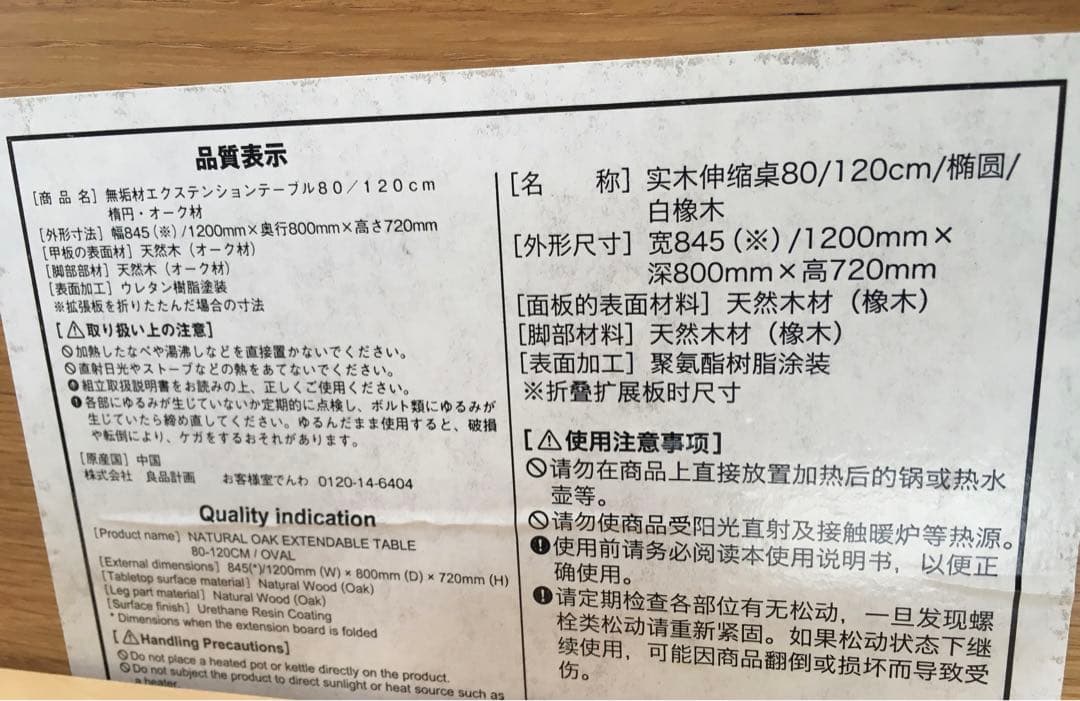 品質表示
[商品名] 無垢材エクステンションテーブル80／120cm
楕円・オーク材
[外形寸法] 幅845(※)/1200mm×奥行800mm×高さ720mm
[甲板の表面材] 天然木（オーク材）
[脚部部材] 天然木（オーク材）
[表面加工] ウレタン樹脂塗装
※拡張板を折りたたんだ場合の寸法
[⚠取り扱い上の注意]
🚫加熱したなべや湯沸しなどを直接置かないでください。
🚫直射日光やストーブなどの熱をあてないでください。
❶組立取扱説明書をお読みの上、正しくご使用ください。
❶各部にゆるみが生じていないか定期的に点検し、ボルト類にゆるみが
生じていたら締め直してください。ゆるんだまま使用すると、破損
や転倒により、ケガをするおそれがあります。
[原産国] 中国
株式会社 良品計画 お客様室でんわ 0120-14-6404
Quality indication
[Product name] NATURAL OAK EXTENDABLE TABLE
80-120CM / OVAL
[External dimensions] 845(*)/1200mm (W) × 800mm (D) × 720mm (H)
[Tabletop surface material] Natural Wood (Oak)
[Leg part material] Natural Wood (Oak)
[Surface finish] Urethane Resin Coating
* Dimensions when the extension board is folded
[⚠Handling Precautions]
🚫Do not place a heated pot or kettle directly on the product.
🚫Do not subject the product to direct sunlight or heat source such as
a heater
[名 称] 实木伸缩桌80/120cm/椭圆/
白橡木
[外形尺寸] 宽845(※)/1200mm×
深800mm×高720mm
[面板的表面材料] 天然木材（橡木）
[脚部材料] 天然木材（橡木）
[表面加工] 聚氨酯树脂涂装
※折叠扩展板时尺寸
[⚠使用注意事项]
🚫请勿在商品上直接放置加热后的锅或热水
壶等。
🚫请勿使商品受阳光直射及接触暖炉等热源。
❶使用前请务必阅读本使用说明书，以便正
确使用。
❶请定期检查各部位有无松动，一旦发现螺
栓类松动请重新紧固。如果松动状态下继
续使用，可能因商品翻倒或损坏而导致受
伤。